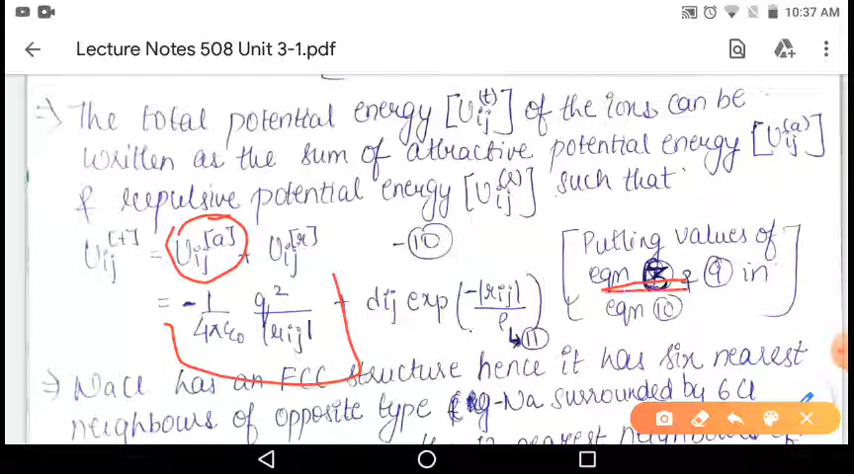 10:37 AM
Lecture Notes 508 Unit 3-1.pdf
⇒ The total potential energy [Uij^(t)] of the ions can be
written as the sum of attractive potential energy [Uij^(a)]
& repulsive potential energy [Uij^(r)] such that
Uij^[t] = Uij^[a] + Uij^[r] -⑩
= -1/4πε0 q²/|rij| + dij exp(-|rij|/ρ) ⑪
[Putting values of
eqn & ⑨ in
eqn ⑩]
⇒ NaCl has an FCC structure hence it has six nearest
neighbours of opposite type eg-Na surrounded by 6 Cl
nearest neighbours